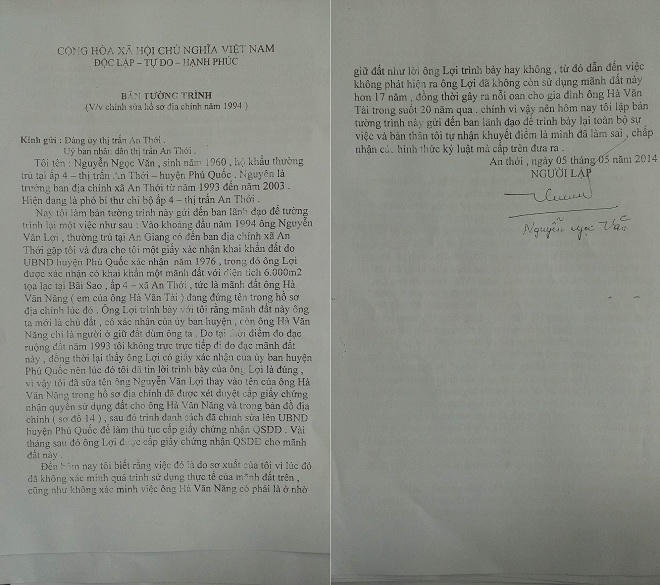 CỘNG HÒA XÃ HỘI CHỦ NGHĨA VIỆT NAM
ĐỘC LẬP – TỰ DO – HẠNH PHÚC
BẢN TƯỜNG TRÌNH
(V/v chỉnh sửa hồ sơ địa chính năm 1994 )
Kính gửi : Đảng ủy thị trấn An Thới .
Uỷ ban nhân dân thị trấn An Thới .
Tôi tên : Nguyễn Ngọc Văn , sinh năm 1960 , hộ khẩu thường
trú tại ấp 4 – thị trấn An Thới – huyện Phú Quốc . Nguyên là
trưởng ban địa chính xã An Thới từ năm 1993 đến năm 2003 .
Hiện đang là phó bí thư chi bộ ấp 4 – thị trấn An Thới .
Nay tôi làm bản tường trình này gửi đến ban lãnh đạo để tường
trình lại một việc như sau : Vào khoảng đầu năm 1994 ông Nguyễn
Văn Lợi , thường trú tại An Giang có đến ban địa chính xã An
Thới gặp tôi và đưa cho tôi một giấy xác nhận khai khẩn đất do
UBND huyện Phú Quốc xác nhận năm 1976 , trong đó ông Lợi
được xác nhận có khai khẩn một mãnh đất với diện tích 6.000m2
tọa lạc tại Bãi Sao , ấp 4 – xã An Thới , tức là mãnh đất ông Hà
Văn Năng ( em của ông Hà Văn Tài ) đang đứng tên trong hồ sơ
địa chính lúc đó . Ông Lợi trình bày với tôi rằng mãnh đất này ông
ta mới là chủ đất , có xác nhận của ủy ban huyện , còn ông Hà Văn
Năng chỉ là người ở giữ đất dùm ông ta . Do tại thời điểm đo đạc
ruộng đất năm 1993 tôi không trực tiếp đi đo đạc mãnh đất
này , đồng thời lại thấy ông Lợi có giấy xác nhận của ủy ban huyện
Phú Quốc nên lúc đó tôi đã tin lời trình bày của ông Lợi là đúng ,
vì vậy tôi đã sửa tên ông Nguyễn Văn Lợi thay vào tên của ông Hà
Văn Năng trong hồ sơ địa chính đã được xét duyệt cấp giấy chứng
nhận quyền sử dụng đất cho ông Hà Văn Năng và trong bản đồ địa
chính ( sơ đồ 14 ) , sau đó trình danh sách đã chỉnh sửa lên UBND
huyện Phú Quốc để làm thủ tục cấp giấy chứng nhận QSDĐ . Vài
tháng sau đó ông Lợi được cấp giấy chứng nhận QSDĐ cho mãnh
đất này .
Đến hôm nay tôi biết rằng việc đó là do sơ xuất của tôi vì lúc đó
đã không xác minh quá trình sử dụng thực tế của mãnh đất trên ,
cũng như không xác minh việc ông Hà Văn Năng có phải là ở nhờ
giữ đất như lời ông Lợi trình bày hay không , từ đó dẫn đến việc
không phát hiện ra ông Lợi đã không còn sử dụng mãnh đất này
hơn 17 năm , đồng thời gây ra nỗi oan cho gia đình ông Hà Văn
Tài trong suốt 20 năm qua . chính vì vậy nên hôm nay tôi lập bản
tường trình này gửi đến ban lãnh đạo để trình bày lại toàn bộ sự
việc và bản thân tôi tự nhận khuyết điểm là mình đã làm sai , chấp
nhận các hình thức kỷ luật mà cấp trên đưa ra .
An thới , ngày 05 tháng 05 năm 2014
NGƯỜI LẬP
Nguyễn Ngọc Văn